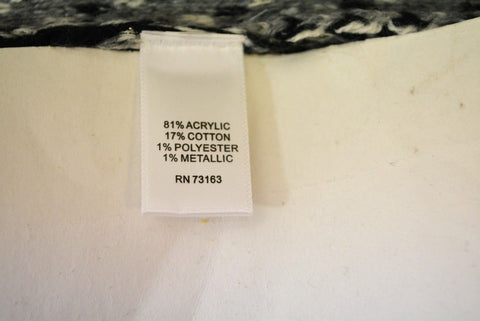 81% ACRYLIC
17% COTTON
1% POLYESTER
1% METALLIC
RN 73163